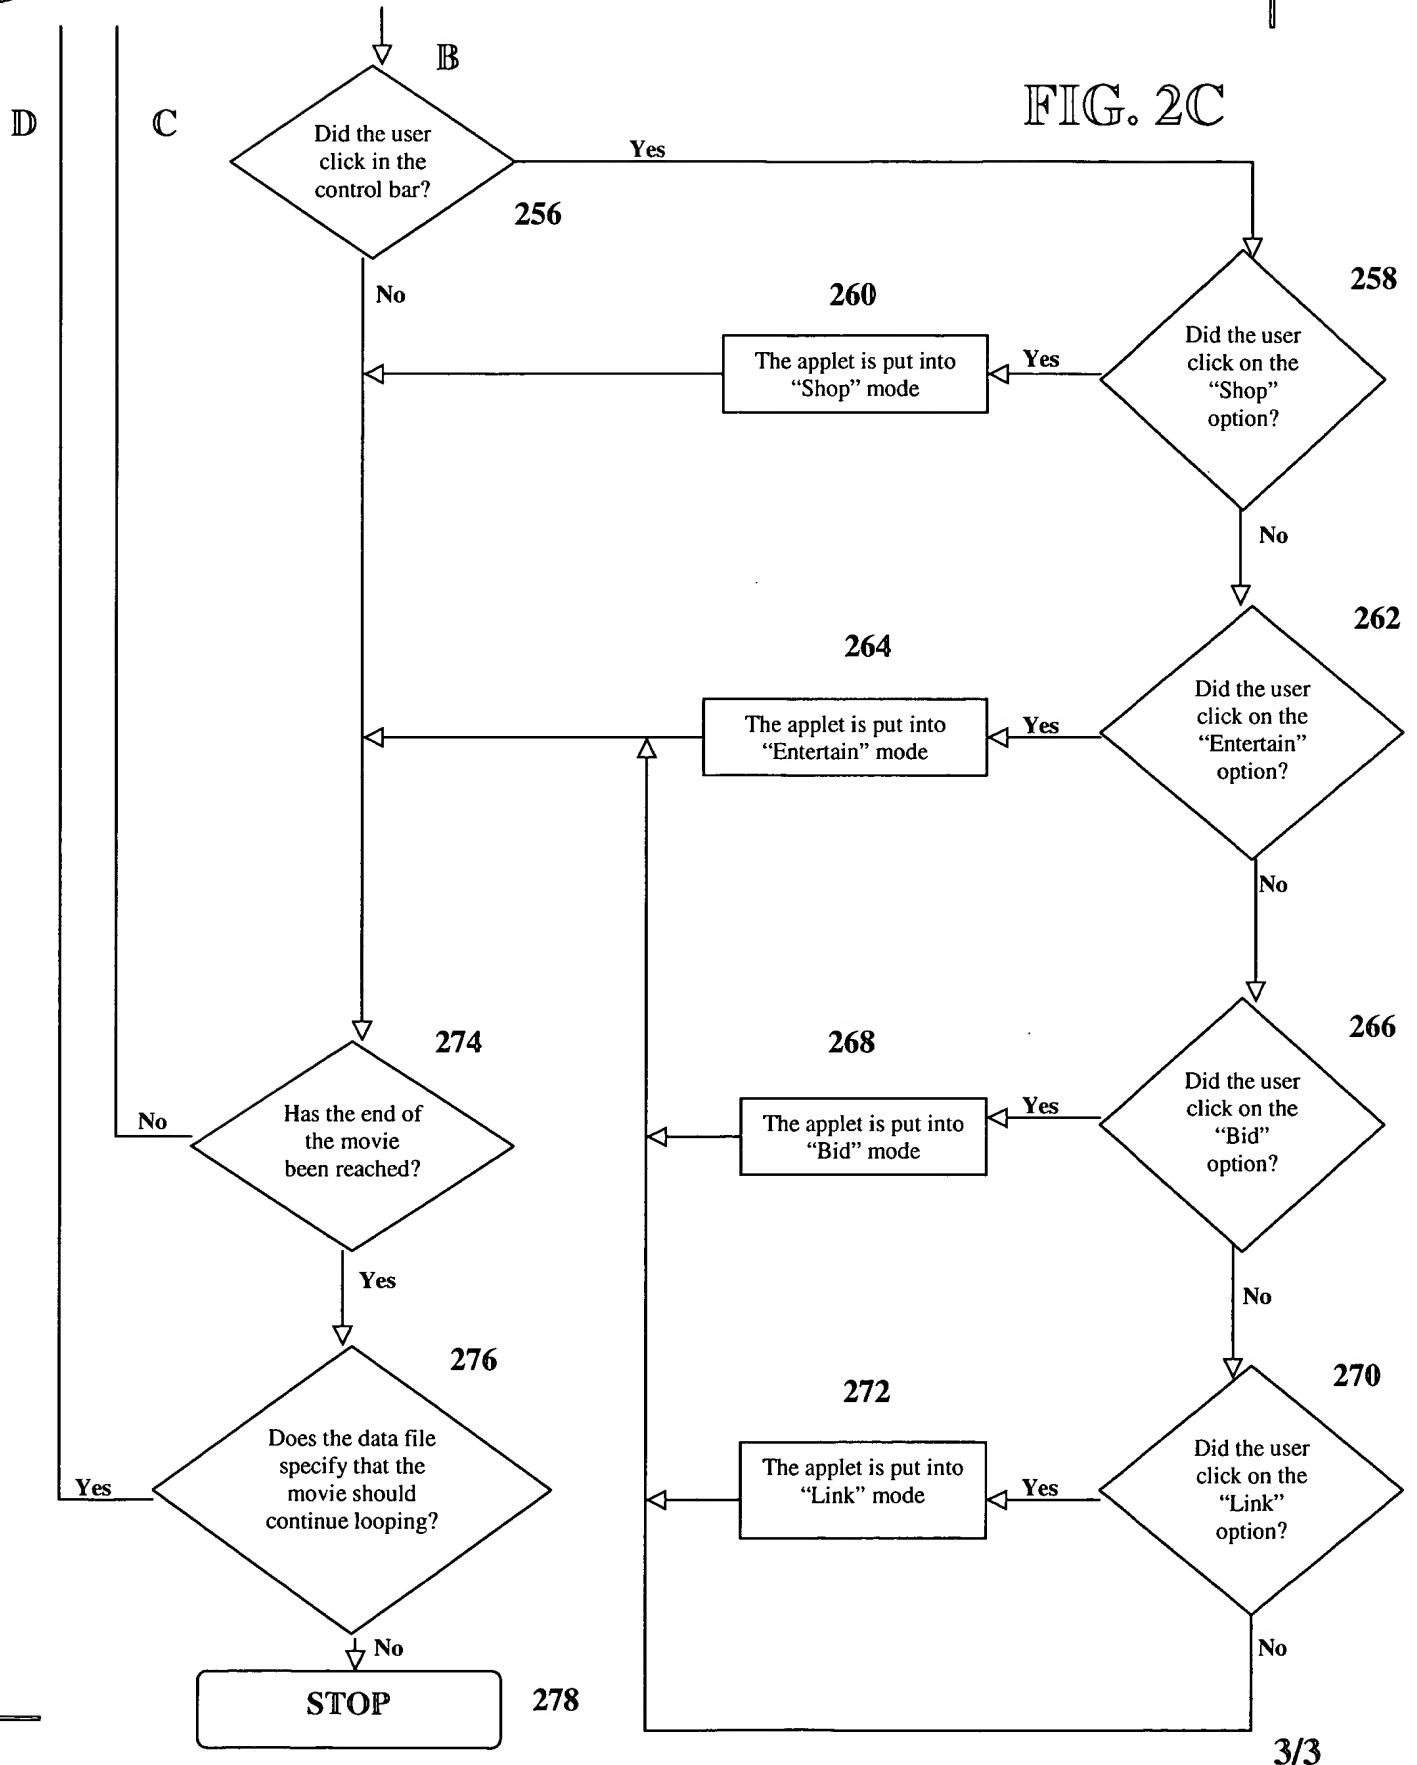 B
D
C
FIG. 2C
Did the user
click in the
control bar?
Yes
256
No
258
260
Did the user
click on the
“Shop”
option?
Yes
The applet is put into
“Shop” mode
No
262
264
Did the user
click on the
“Entertain”
option?
Yes
The applet is put into
“Entertain” mode
No
266
268
274
Did the user
click on the
“Bid”
option?
Yes
The applet is put into
“Bid” mode
Has the end of
the movie
been reached?
No
Yes
No
276
270
272
Did the user
click on the
“Link”
option?
Yes
The applet is put into
“Link” mode
Does the data file
specify that the
movie should
continue looping?
Yes
No
No
STOP
278
3/3